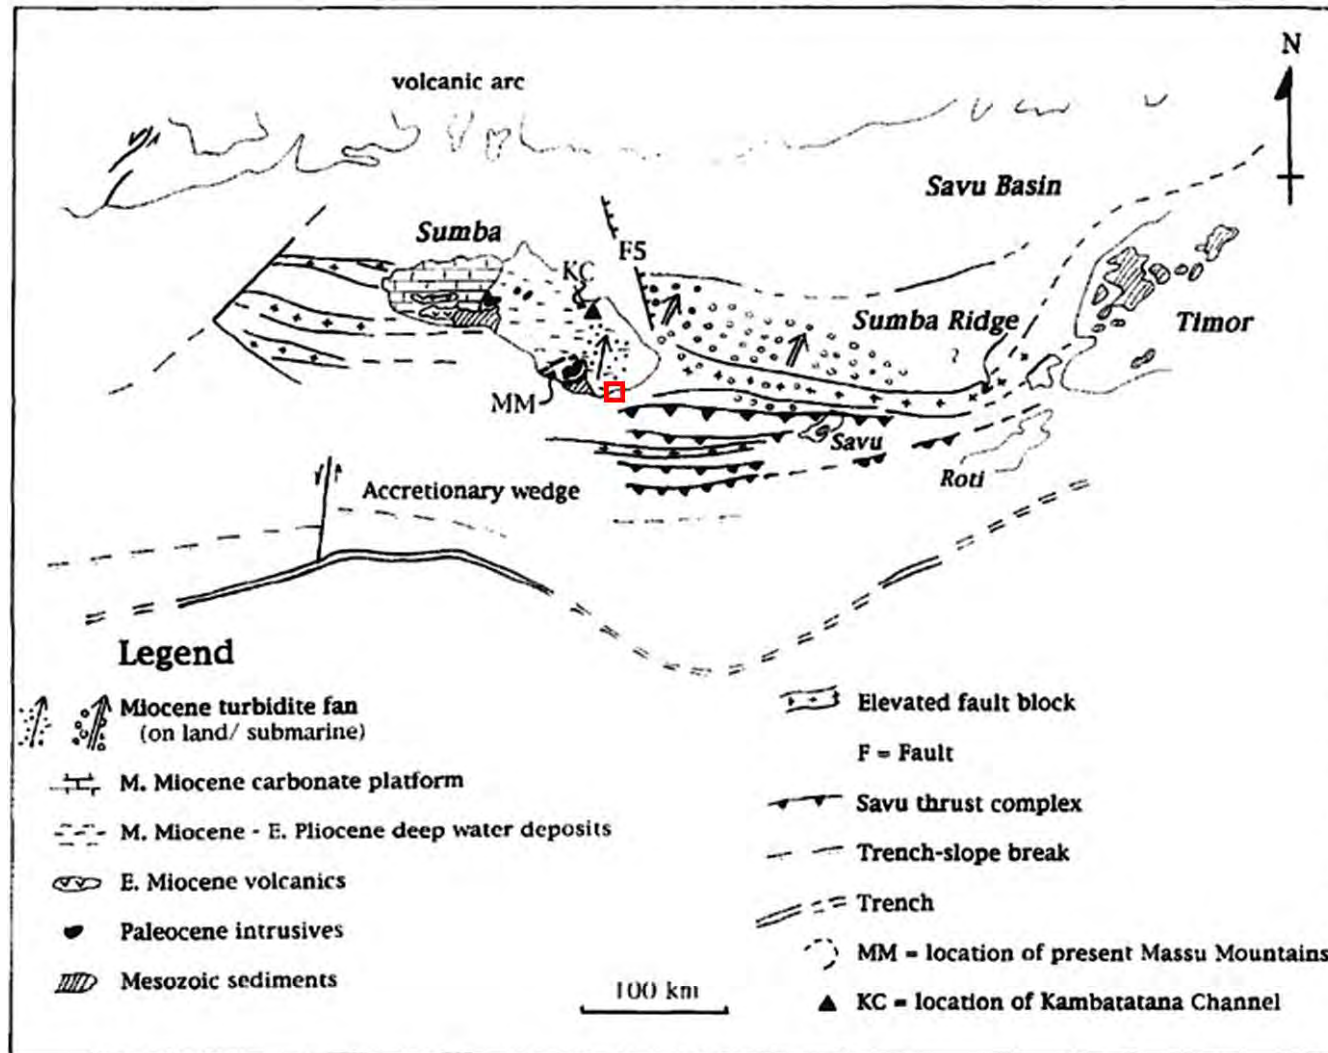 N
volcanic arc
Savu Basin
Sumba
F5
KC
Sumba Ridge
?
Timor
MM
Savu
Roti
Accretionary wedge
Legend
Miocene turbidite fan
(on land/ submarine)
M. Miocene carbonate platform
M. Miocene - E. Pliocene deep water deposits
E. Miocene volcanics
Paleocene intrusives
Mesozoic sediments
100 km
Elevated fault block
F = Fault
Savu thrust complex
Trench-slope break
Trench
MM = location of present Massu Mountains
KC = location of Kambatatana Channel